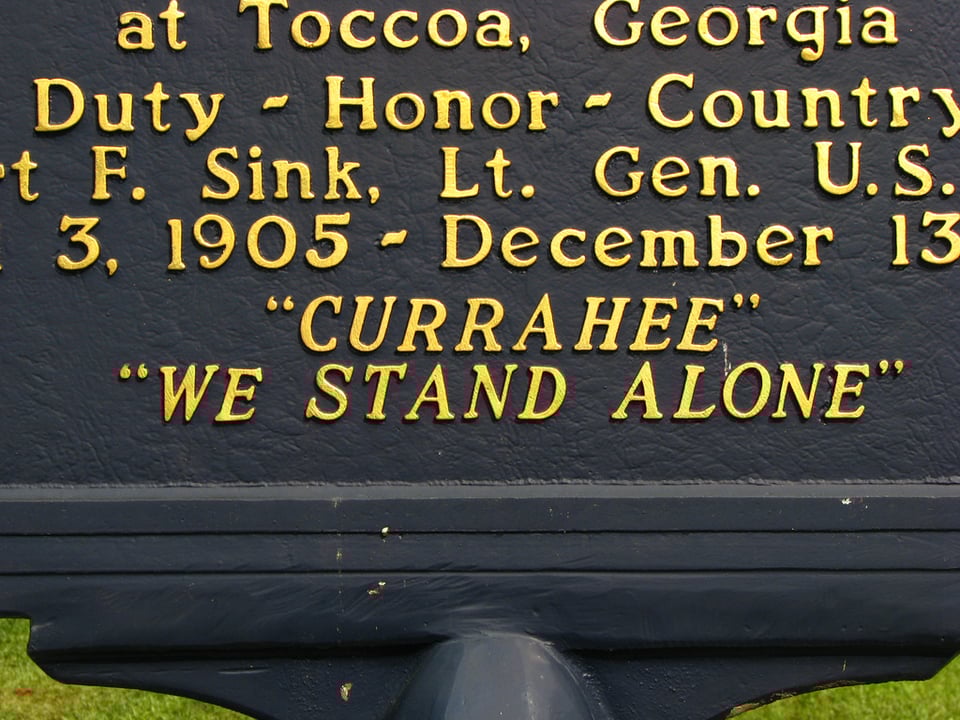 at Toccoa, Georgia
Duty - Honor - Country
F. Sink, Lt. Gen. U.S.
3, 1905 - December 13
“CURRAHEE”
“WE STAND ALONE”